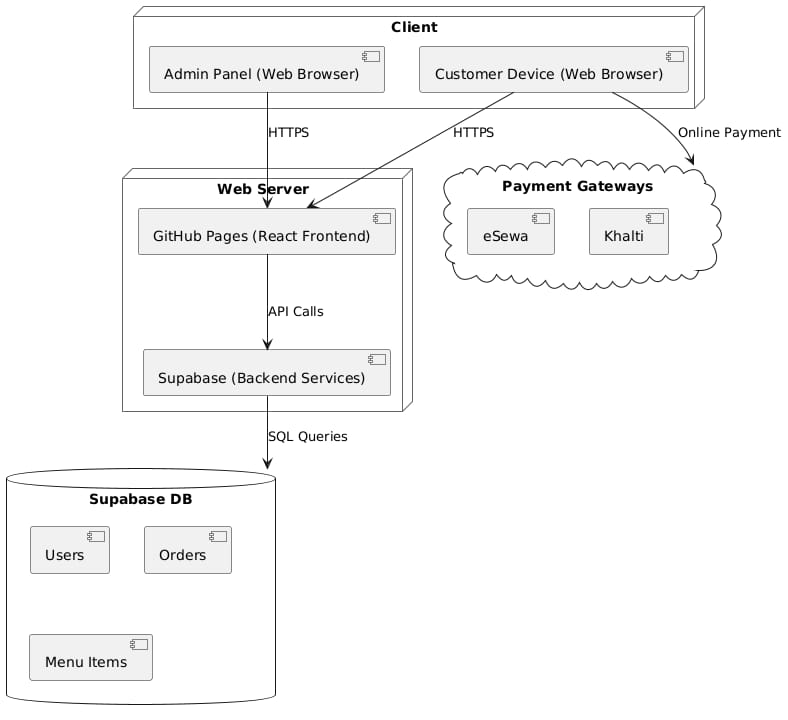 Client
Admin Panel (Web Browser)
Customer Device (Web Browser)
HTTPS
HTTPS
Online Payment
Web Server
Payment Gateways
GitHub Pages (React Frontend)
eSewa
Khalti
API Calls
Supabase (Backend Services)
SQL Queries
Supabase DB
Users
Orders
Menu Items